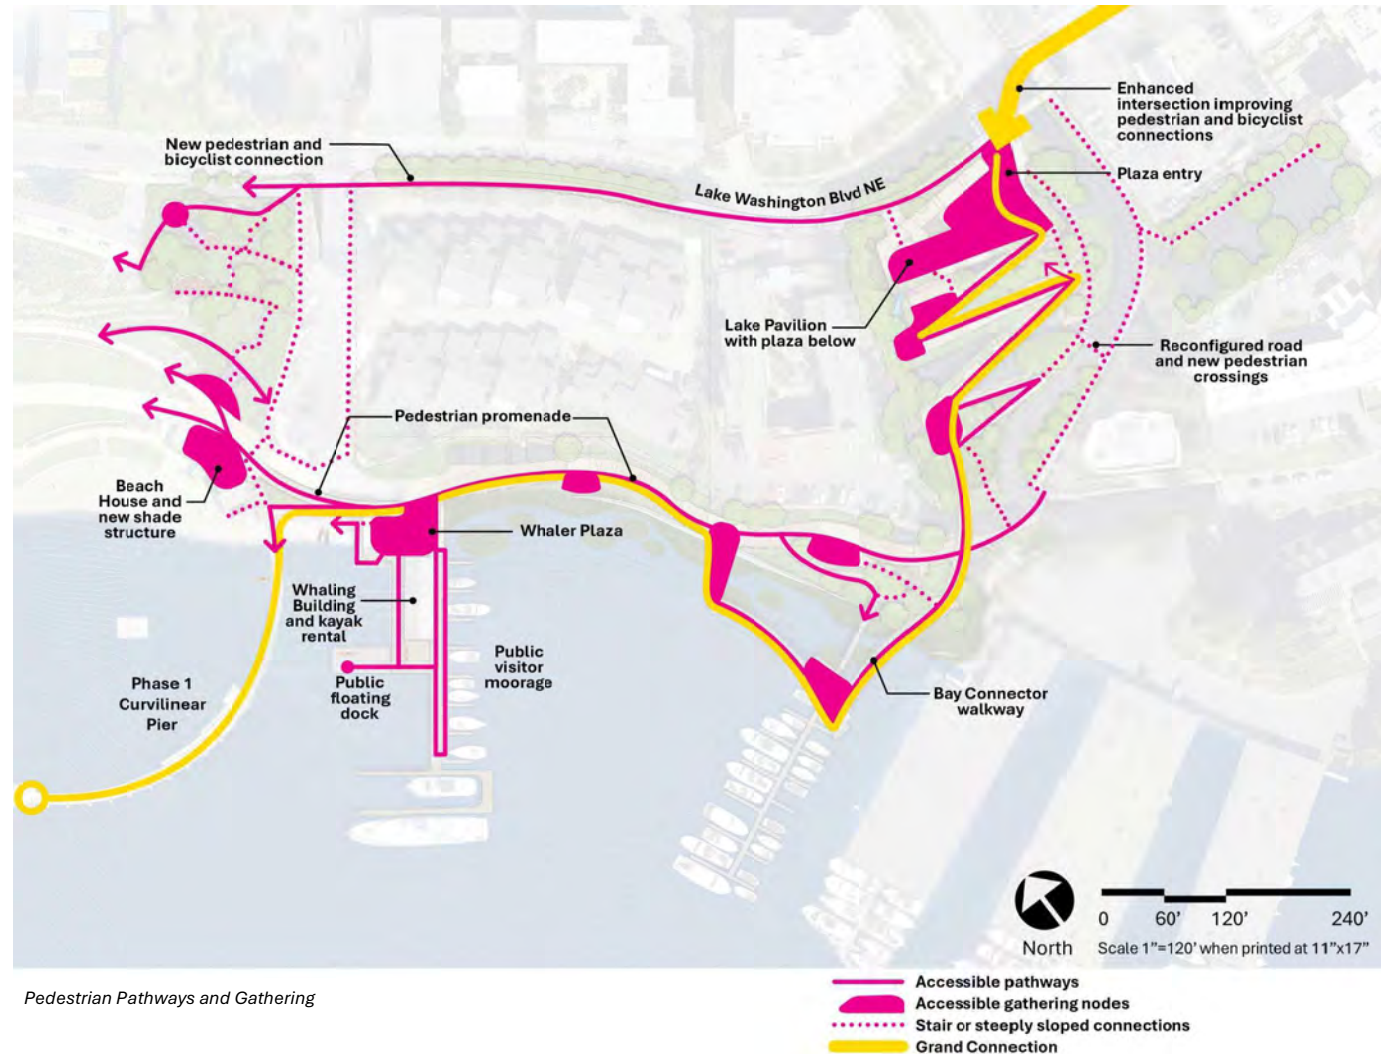 Enhanced
intersection improving
pedestrian and bicyclist
connections
New pedestrian and
bicyclist connection
Plaza entry
Lake Washington Blvd NE
Lake Pavilion
with plaza below
Reconfigured road
and new pedestrian
crossings
Pedestrian promenade
Beach
House and
new shade
structure
Whaler Plaza
Whaling
Building
and kayak
rental
Public
visitor
moorage
Public
floating
dock
Phase 1
Curvilinear
Pier
Bay Connector
walkway
North
0 60' 120' 240'
Scale 1"=120' when printed at 11"x17"
Pedestrian Pathways and Gathering
Accessible pathways
Accessible gathering nodes
Stair or steeply sloped connections
Grand Connection